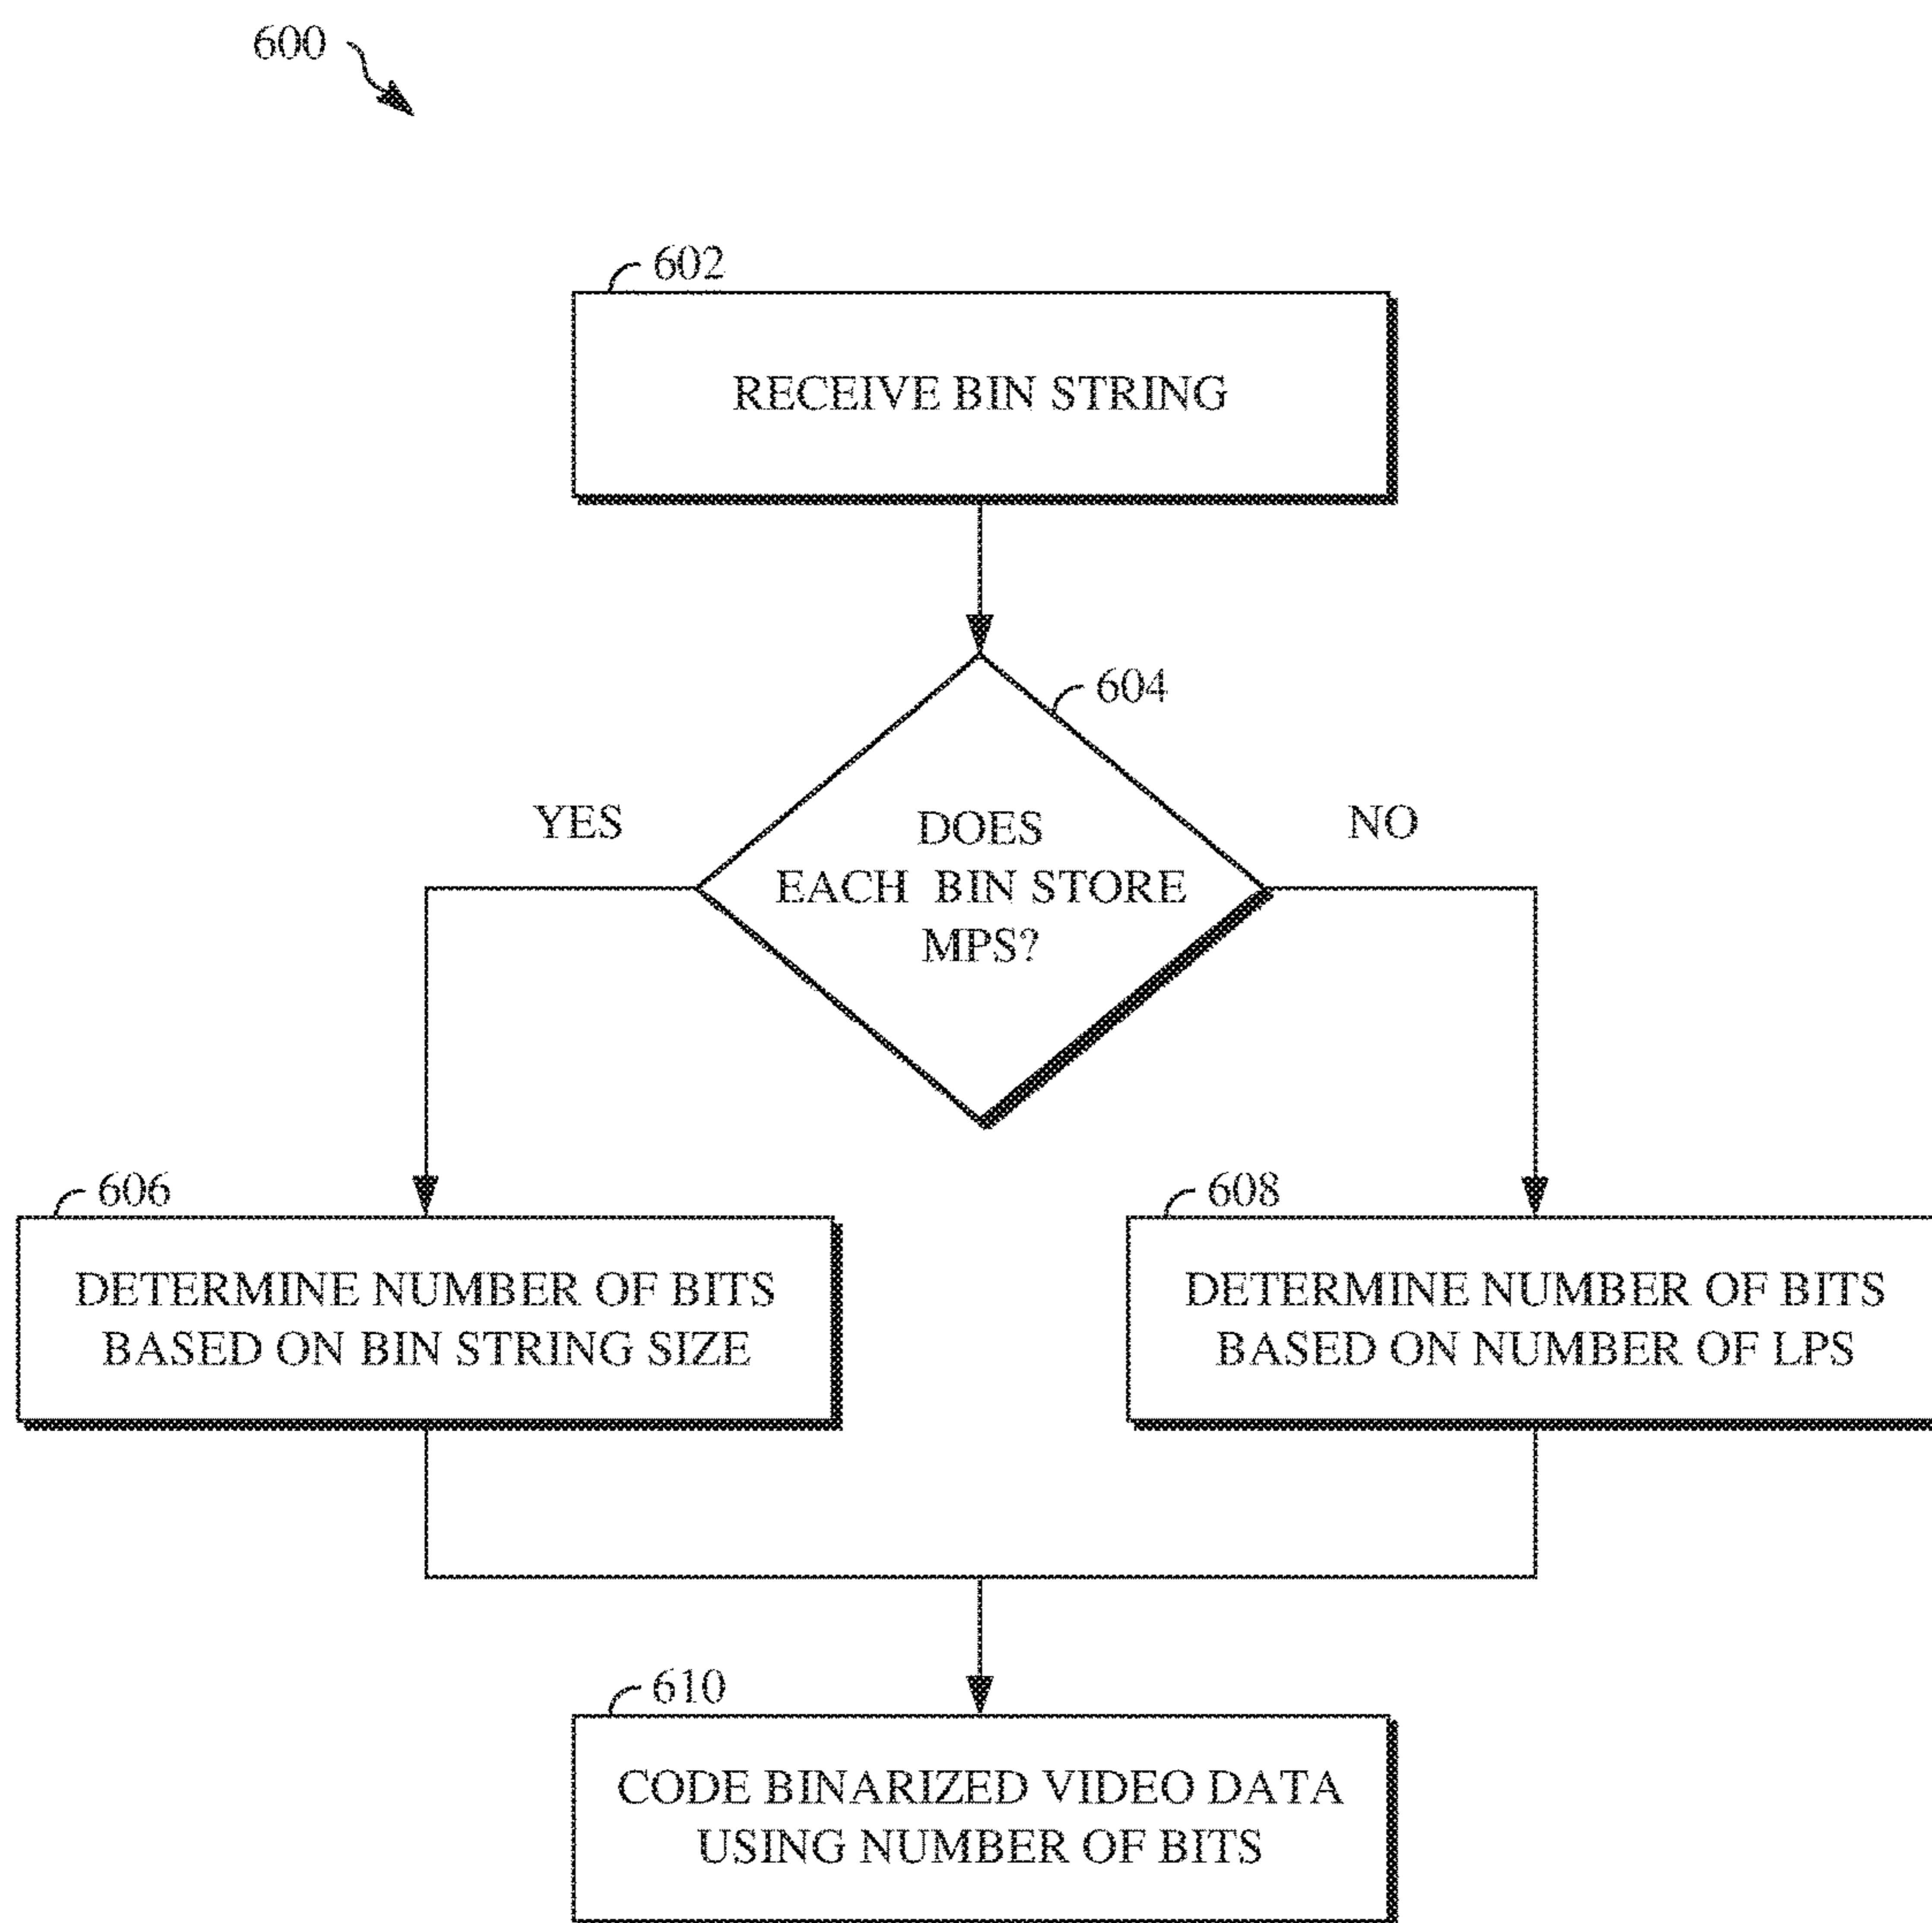 600
602
RECEIVE BIN STRING
604
YES
NO
DOES
EACH BIN STORE
MPS?
606
608
DETERMINE NUMBER OF BITS
BASED ON BIN STRING SIZE
DETERMINE NUMBER OF BITS
BASED ON NUMBER OF LPS
610
CODE BINARIZED VIDEO DATA
USING NUMBER OF BITS